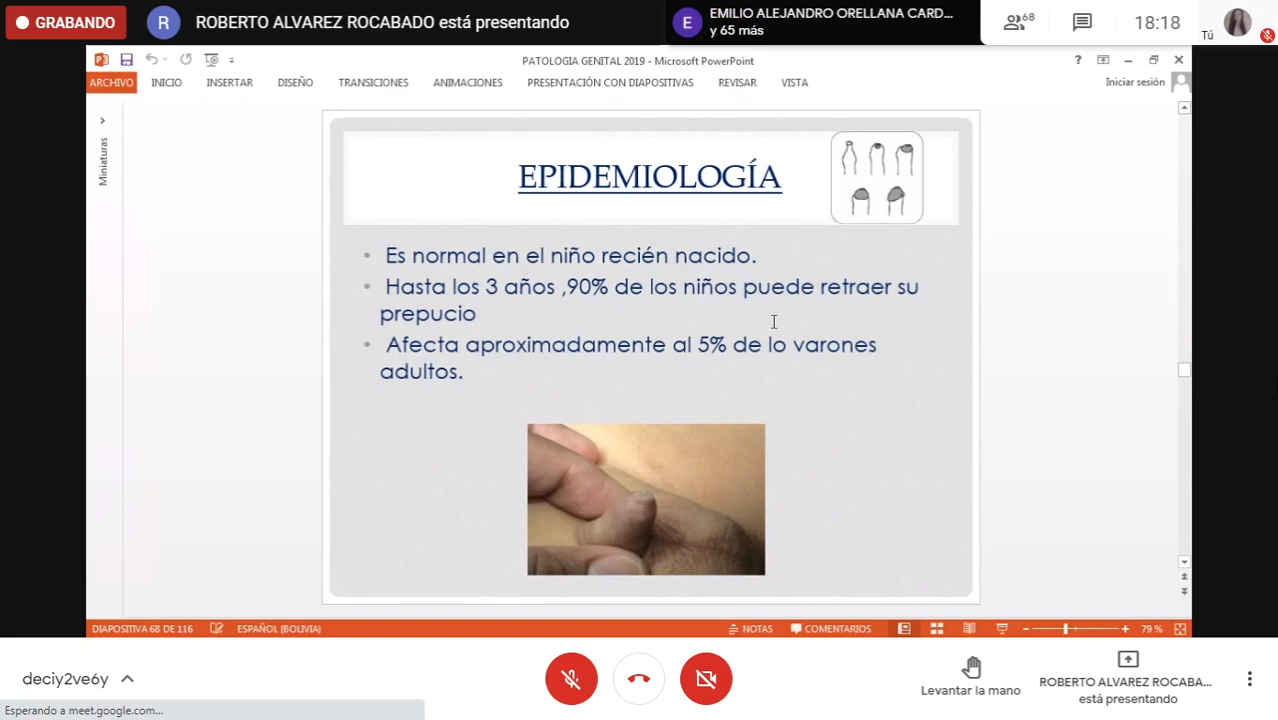 GRABANDO
R
ROBERTO ALVAREZ ROCABADO está presentando
E
EMILIO ALEJANDRO ORELLANA CARD...
y 65 más
68
18:18
Tú
PATOLOGIA GENITAL 2019 - Microsoft PowerPoint
ARCHIVO
INICIO
INSERTAR
DISEÑO
TRANSICIONES
ANIMACIONES
PRESENTACIÓN CON DIAPOSITIVAS
REVISAR
VISTA
Iniciar sesión
Miniaturas
EPIDEMIOLOGÍA
• Es normal en el niño recién nacido.
• Hasta los 3 años ,90% de los niños puede retraer su
prepucio
• Afecta aproximadamente al 5% de lo varones
adultos.
DIAPOSITIVA 68 DE 116
ESPAÑOL (BOLIVIA)
NOTAS
COMENTARIOS
79 %
deciy2ve6y
Levantar la mano
ROBERTO ALVAREZ ROCABA...
está presentando
Esperando a meet.google.com...